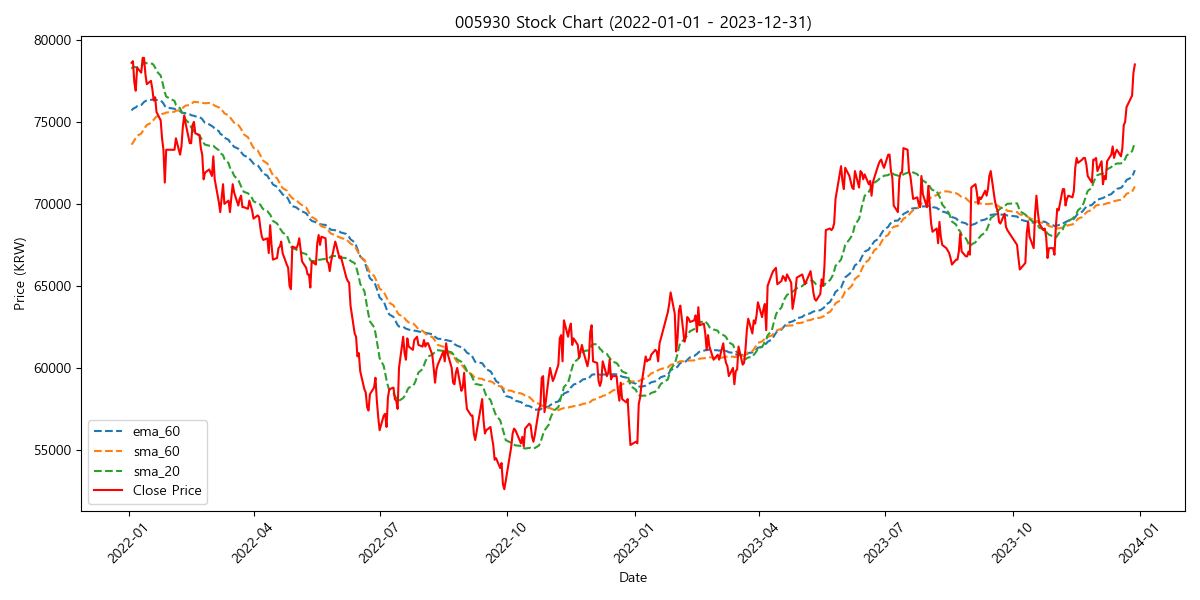 005930 Stock Chart (2022-01-01 - 2023-12-31)
80000
75000
70000
65000
60000
55000
Price (KRW)
ema_60
sma_60
sma_20
Close Price
2022-01
2022-04
2022-07
2022-10
2023-01
2023-04
2023-07
2023-10
2024-01
Date